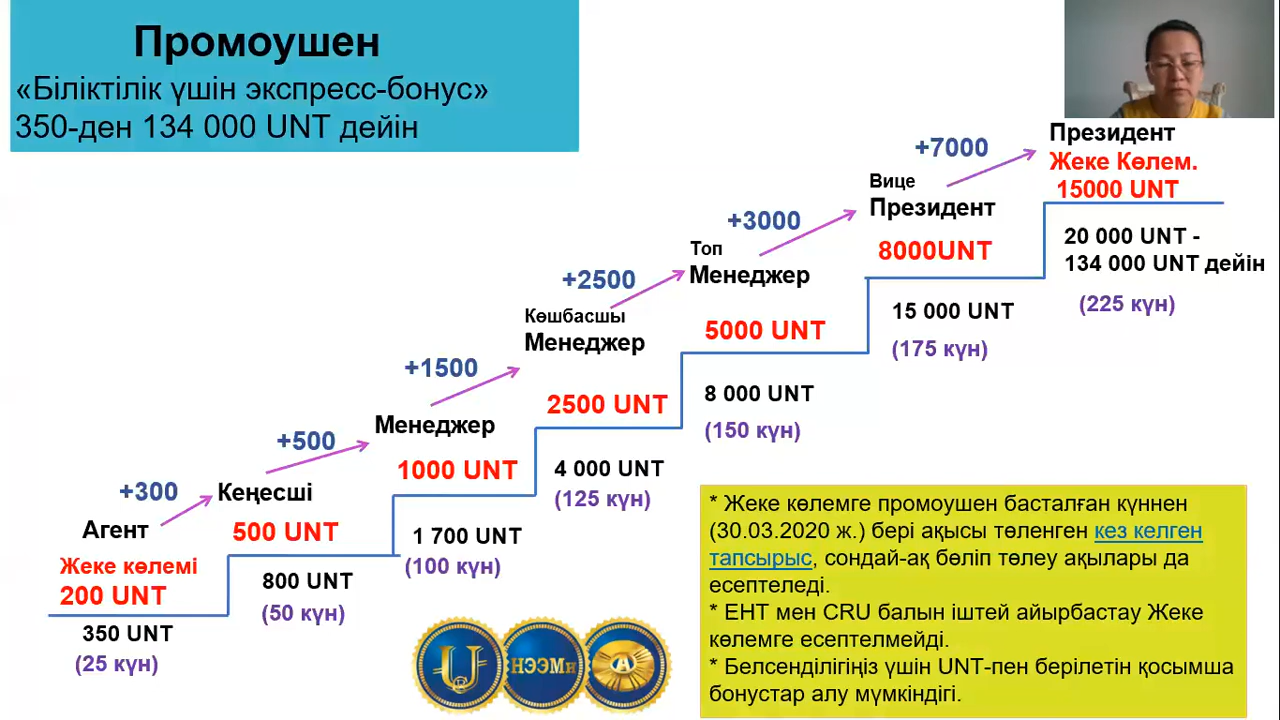 Промоушен
«Біліктілік үшін экспресс-бонус»
350-ден 134 000 UNT дейін
Агент
Жеке көлемі
200 UNT
350 UNT
(25 күн)
+300
Кеңесші
500 UNT
800 UNT
(50 күн)
+500
Менеджер
1000 UNT
1 700 UNT
(100 күн)
+1500
Көшбасшы
Менеджер
2500 UNT
4 000 UNT
(125 күн)
+2500
Топ
Менеджер
5000 UNT
8 000 UNT
(150 күн)
+3000
Вице
Президент
8000UNT
15 000 UNT
(175 күн)
+7000
Президент
Жеке Көлем.
15000 UNT
20 000 UNT -
134 000 UNT дейін
(225 күн)
* Жеке көлемге промоушен басталған күннен
(30.03.2020 ж.) бері ақысы төленген кез келген
тапсырыс, сондай-ақ бөліп төлеу ақылары да
есептеледі.
* ЕНТ мен CRU балын іштей айырбастау Жеке
көлемге есептелмейді.
* Белсенділігіңіз үшін UNT-пен берілетін қосымша
бонустар алу мүмкіндігі.
НЭЭМи